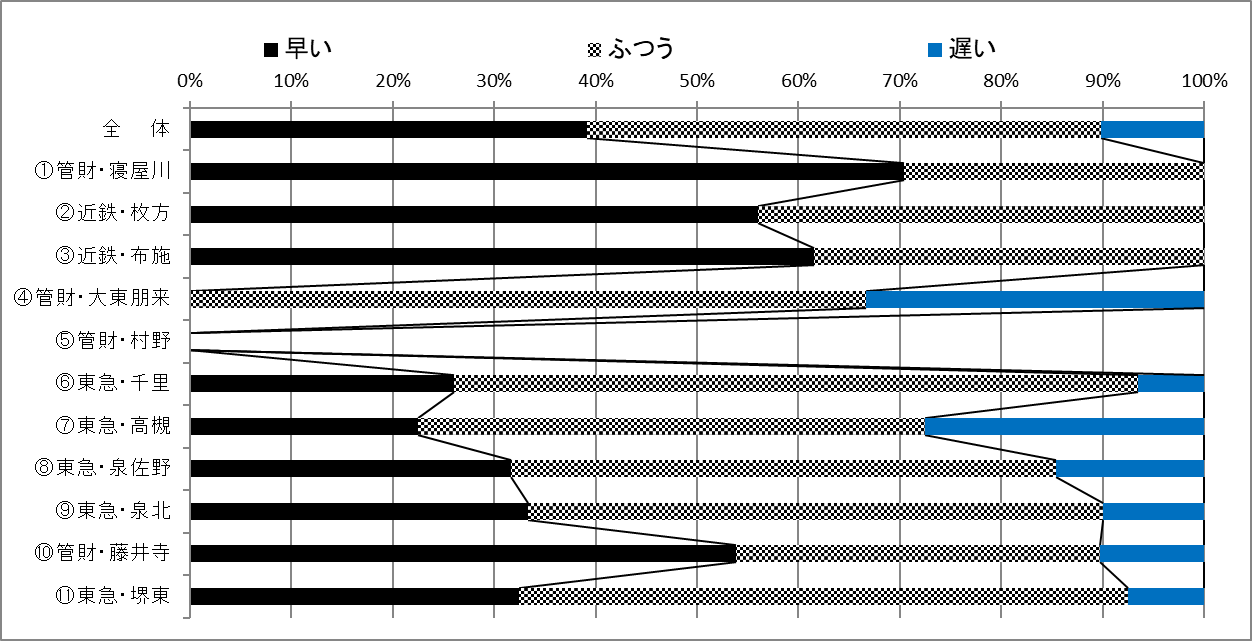 早い ふつう 遅い
0% 10% 20% 30% 40% 50% 60% 70% 80% 90% 100%
全 体
①管財・寝屋川
②近鉄・枚方
③近鉄・布施
④管財・大東朋来
⑤管財・村野
⑥東急・千里
⑦東急・高槻
⑧東急・泉佐野
⑨東急・泉北
⑩管財・藤井寺
⑪東急・堺東